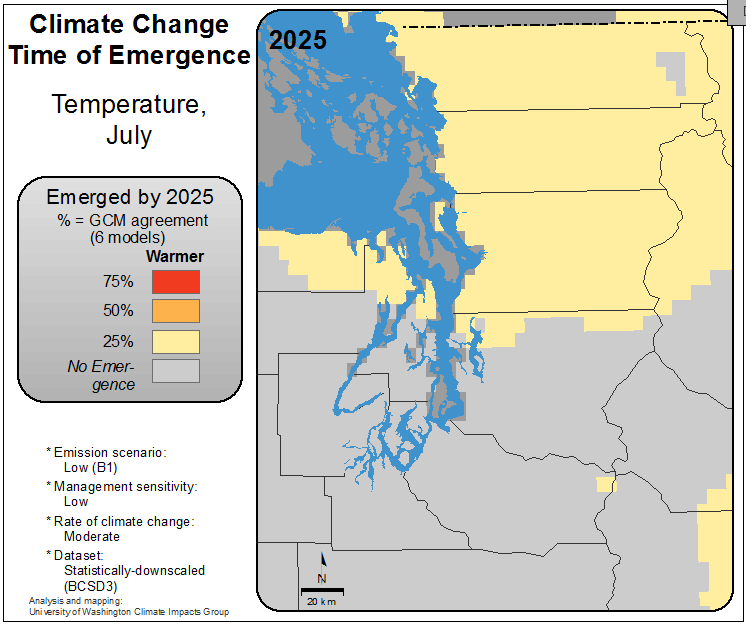 Climate Change
Time of Emergence
Temperature,
July
Emerged by 2025
% = GCM agreement
(6 models)
Warmer
75%
50%
25%
No Emer-
gence
* Emission scenario:
Low (B1)
* Management sensitivity:
Low
* Rate of climate change:
Moderate
* Dataset:
Statistically-downscaled
(BCSD3)
Analysis and mapping:
University of Washington Climate Impacts Group
2025
N
20 km